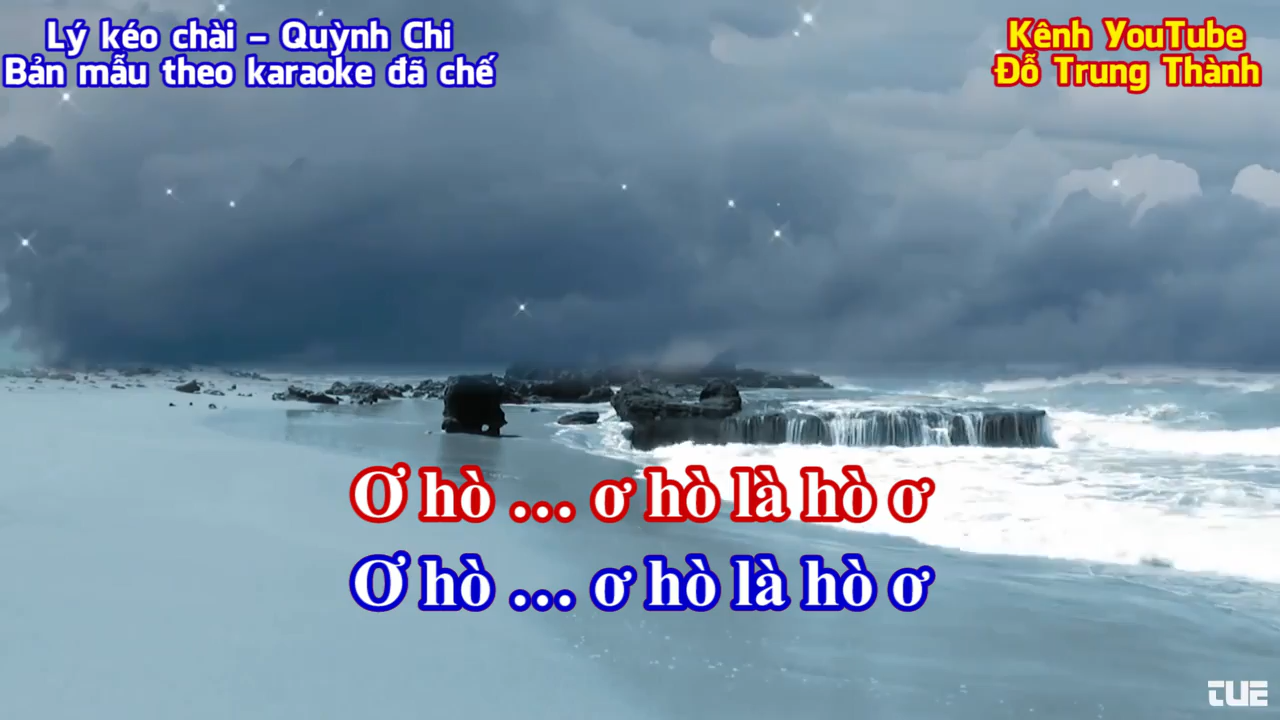 Lý kéo chài – Quỳnh Chi
Bản mẫu theo karaoke đã chế
Kênh YouTube
Đỗ Trung Thành
Ơ hò ... ơ hò là hò ơ
Ơ hò ... ơ hò là hò ơ
TUE